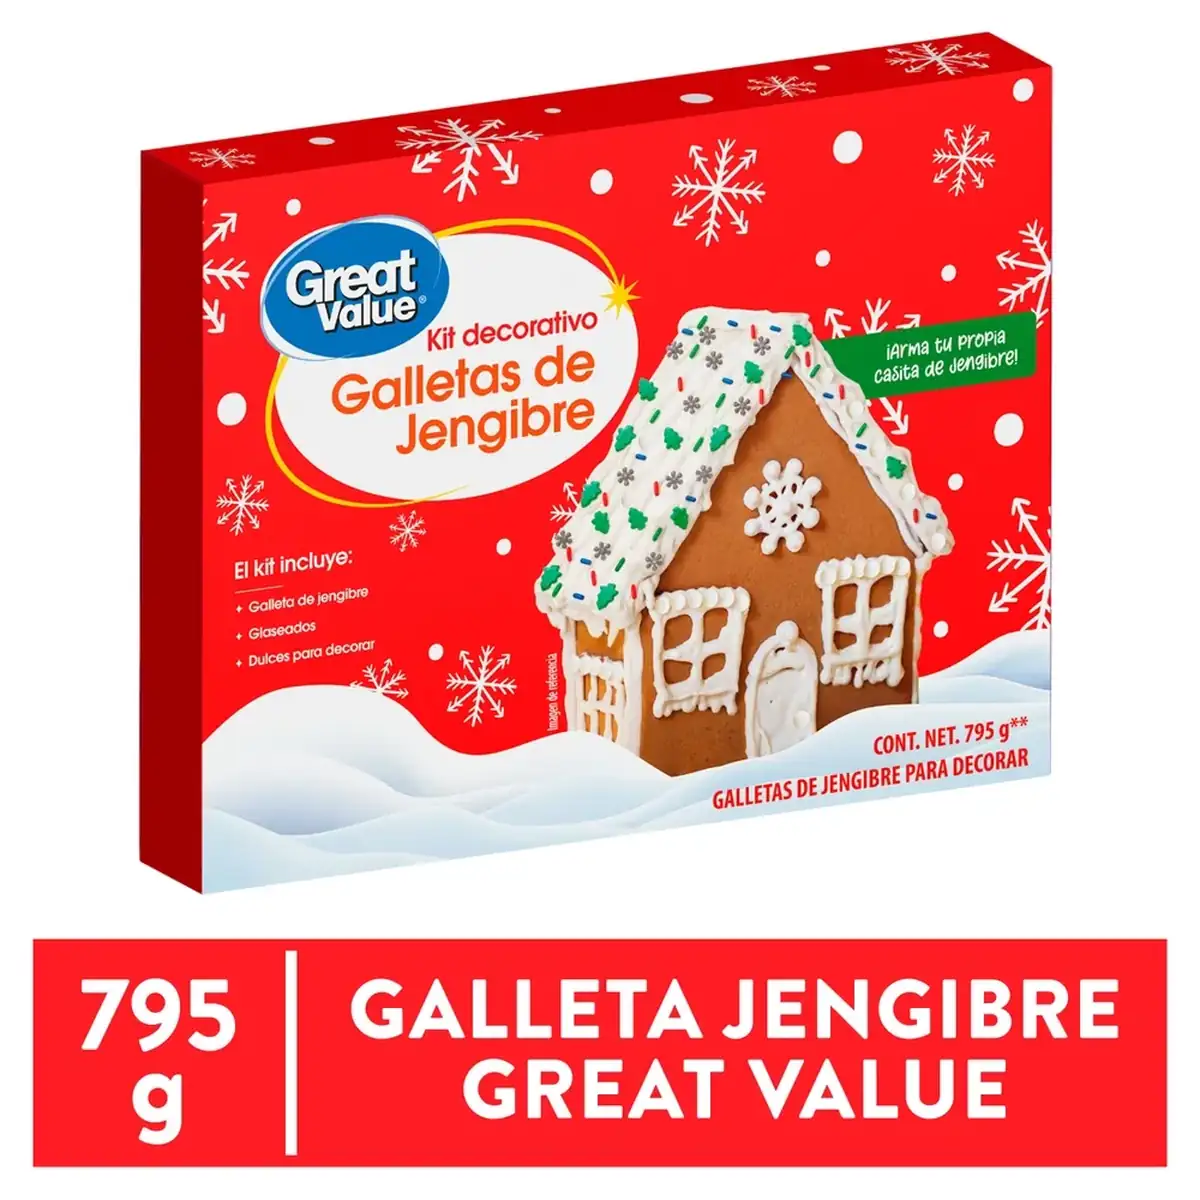 Great
Value®
Kit decorativo
Galletas de
Jengibre
¡Arma tu propia
casita de Jengibre!
El kit incluye:
+ Galleta de jengibre
+ Glaseados
+ Dulces para decorar
Imagen de referencia
CONT. NET. 795 g**
GALLETAS DE JENGIBRE PARA DECORAR
795
g
GALLETA JENGIBRE
GREAT VALUE